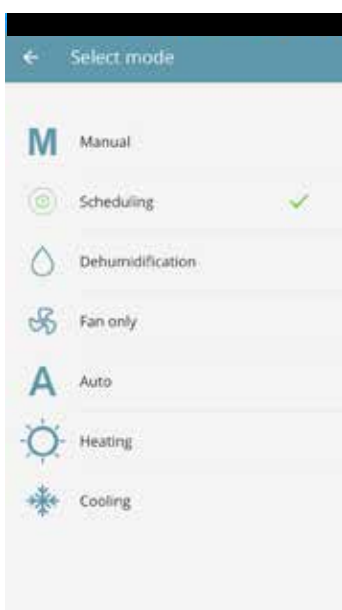 Select mode
M Manual
Scheduling
Dehumidification
Fan only
A Auto
Heating
Cooling